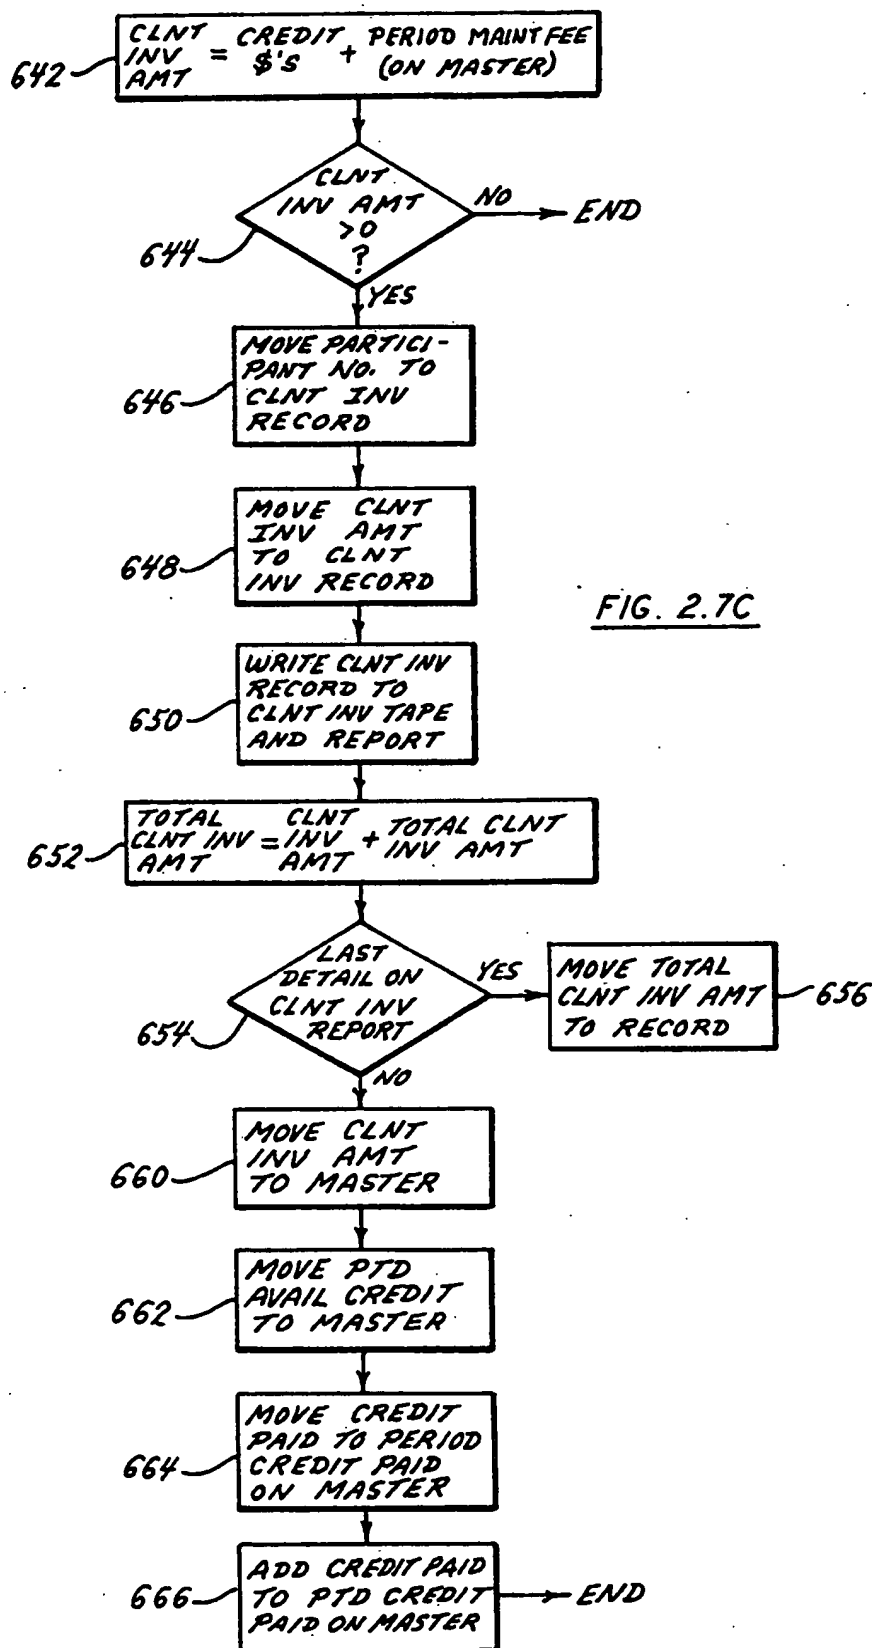 CLNT INV AMT = CREDIT $'S + PERIOD MAINT FEE (ON MASTER)
642
CLNT
INV AMT
>0
?
NO
END
644
YES
MOVE PARTICI-
PANT NO. TO
CLNT INV
RECORD
646
MOVE CLNT
INV AMT
TO CLNT
INV RECORD
648
FIG. 2.7C
WRITE CLNT INV
RECORD TO
CLNT INV TAPE
AND REPORT
650
TOTAL CLNT INV AMT = CLNT INV AMT + TOTAL CLNT INV AMT
652
LAST
DETAIL ON
CLNT INV
REPORT
654
YES
MOVE TOTAL
CLNT INV AMT
TO RECORD
656
NO
MOVE CLNT
INV AMT
TO MASTER
660
MOVE PTD
AVAIL CREDIT
TO MASTER
662
MOVE CREDIT
PAID TO PERIOD
CREDIT PAID
ON MASTER
664
ADD CREDIT PAID
TO PTD CREDIT
PAID ON MASTER
666
END